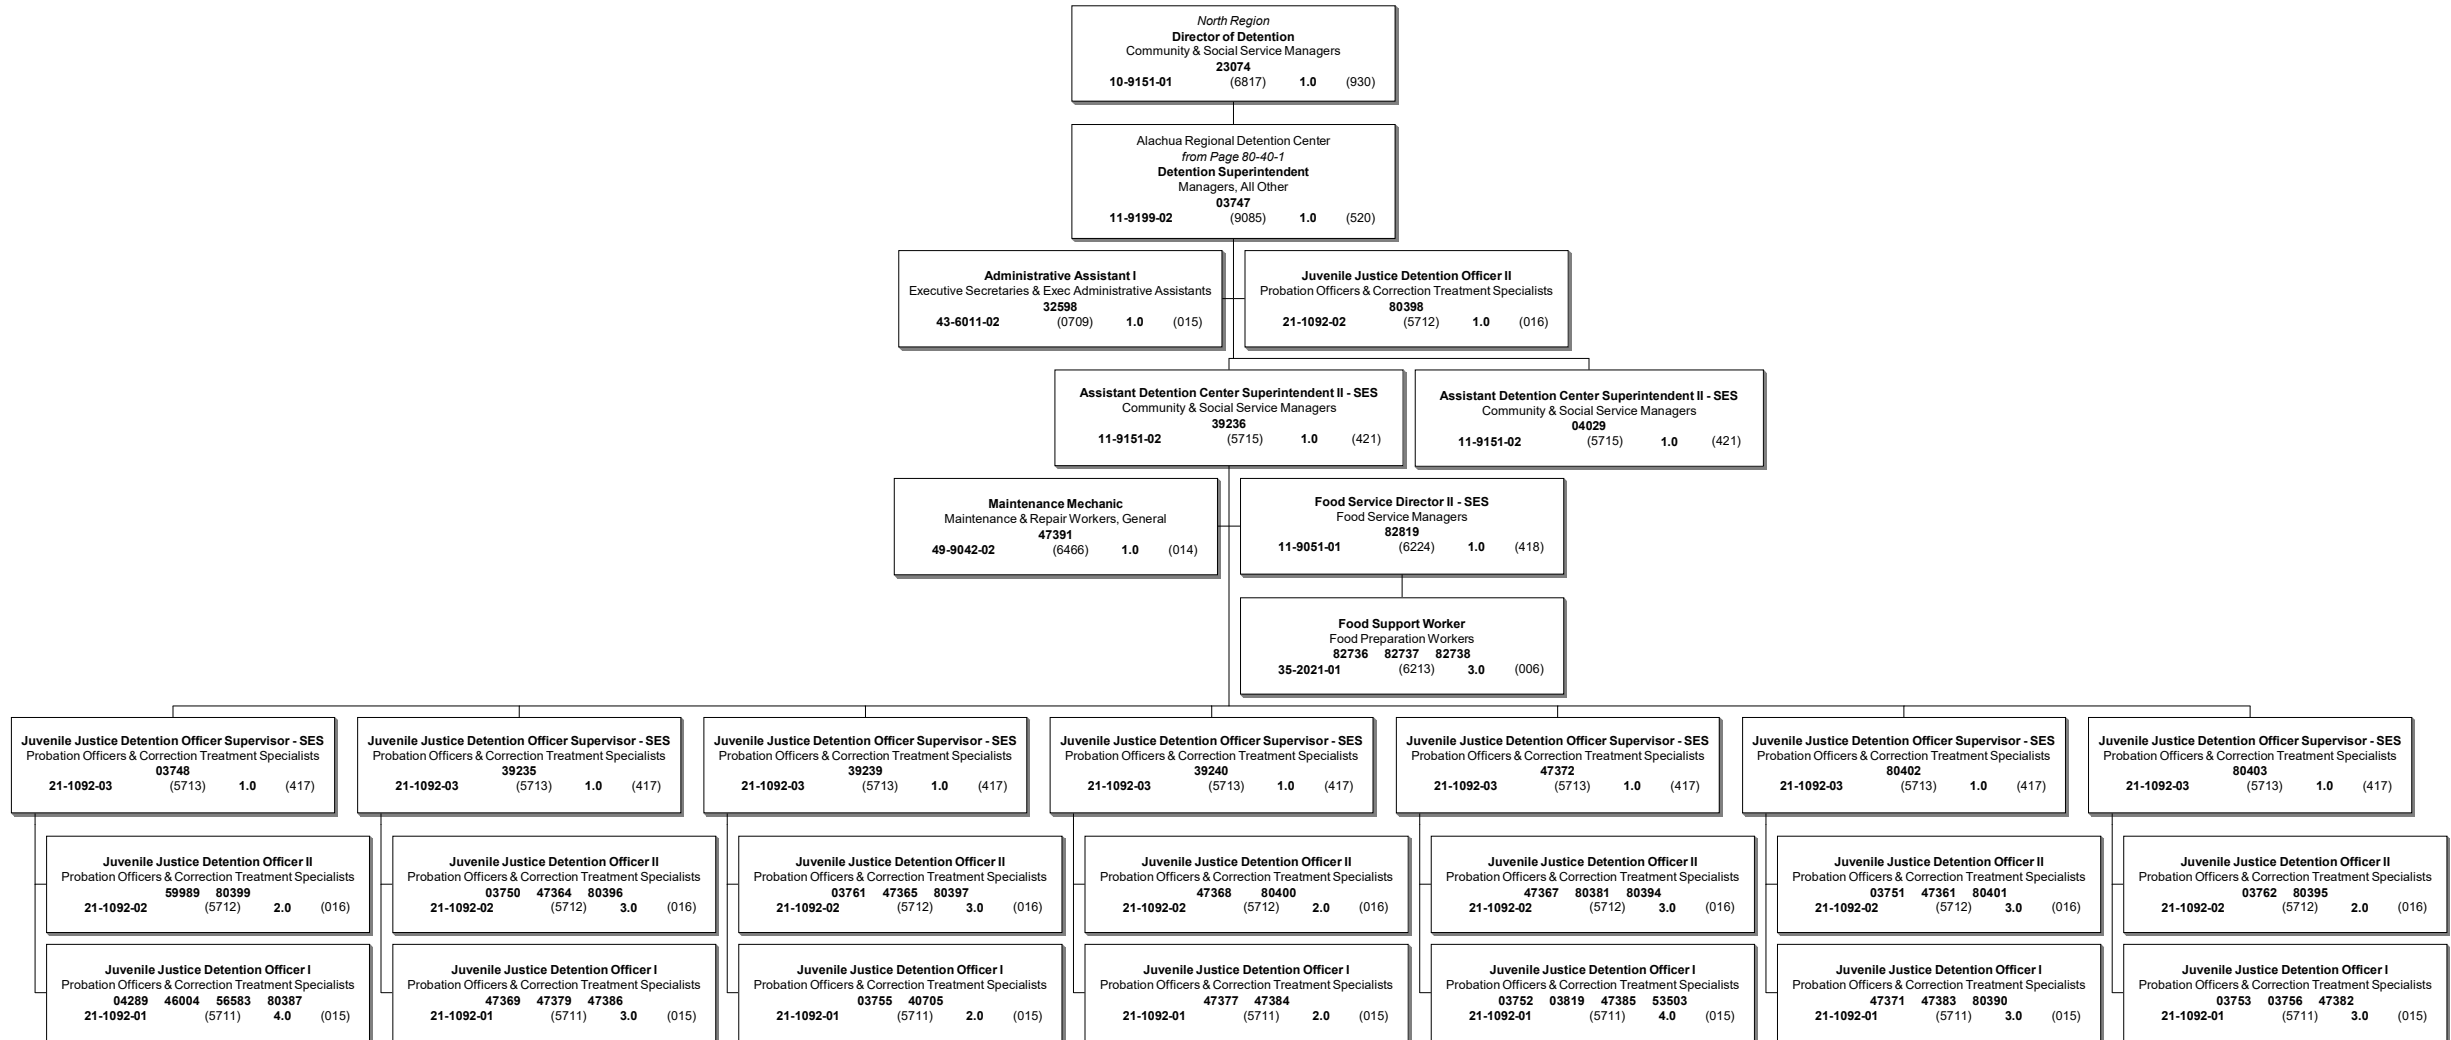 North Region
Director of Detention
Community & Social Service Managers
23074
10-9151-01 (6817) 1.0 (930)
Alachua Regional Detention Center
from Page 80-40-1
Detention Superintendent
Managers, All Other
03747
11-9199-02 (9085) 1.0 (520)
Administrative Assistant I
Executive Secretaries & Exec Administrative Assistants
32598
43-6011-02 (0709) 1.0 (015)
Juvenile Justice Detention Officer II
Probation Officers & Correction Treatment Specialists
80398
21-1092-02 (5712) 1.0 (016)
Assistant Detention Center Superintendent II - SES
Community & Social Service Managers
39236
11-9151-02 (5715) 1.0 (421)
Assistant Detention Center Superintendent II - SES
Community & Social Service Managers
04029
11-9151-02 (5715) 1.0 (421)
Maintenance Mechanic
Maintenance & Repair Workers, General
47391
49-9042-02 (6466) 1.0 (014)
Food Service Director II - SES
Food Service Managers
82819
11-9051-01 (6224) 1.0 (418)
Food Support Worker
Food Preparation Workers
82736 82737 82738
35-2021-01 (6213) 3.0 (006)
Juvenile Justice Detention Officer Supervisor - SES
Probation Officers & Correction Treatment Specialists
03748
21-1092-03 (5713) 1.0 (417)
Juvenile Justice Detention Officer Supervisor - SES
Probation Officers & Correction Treatment Specialists
39235
21-1092-03 (5713) 1.0 (417)
Juvenile Justice Detention Officer Supervisor - SES
Probation Officers & Correction Treatment Specialists
39239
21-1092-03 (5713) 1.0 (417)
Juvenile Justice Detention Officer Supervisor - SES
Probation Officers & Correction Treatment Specialists
39240
21-1092-03 (5713) 1.0 (417)
Juvenile Justice Detention Officer Supervisor - SES
Probation Officers & Correction Treatment Specialists
47372
21-1092-03 (5713) 1.0 (417)
Juvenile Justice Detention Officer Supervisor - SES
Probation Officers & Correction Treatment Specialists
80402
21-1092-03 (5713) 1.0 (417)
Juvenile Justice Detention Officer Supervisor - SES
Probation Officers & Correction Treatment Specialists
80403
21-1092-03 (5713) 1.0 (417)
Juvenile Justice Detention Officer II
Probation Officers & Correction Treatment Specialists
59989 80399
21-1092-02 (5712) 2.0 (016)
Juvenile Justice Detention Officer II
Probation Officers & Correction Treatment Specialists
03750 47364 80396
21-1092-02 (5712) 3.0 (016)
Juvenile Justice Detention Officer II
Probation Officers & Correction Treatment Specialists
03761 47365 80397
21-1092-02 (5712) 3.0 (016)
Juvenile Justice Detention Officer II
Probation Officers & Correction Treatment Specialists
47368 80400
21-1092-02 (5712) 2.0 (016)
Juvenile Justice Detention Officer II
Probation Officers & Correction Treatment Specialists
47367 80381 80394
21-1092-02 (5712) 3.0 (016)
Juvenile Justice Detention Officer II
Probation Officers & Correction Treatment Specialists
03751 47361 80401
21-1092-02 (5712) 3.0 (016)
Juvenile Justice Detention Officer II
Probation Officers & Correction Treatment Specialists
03762 80395
21-1092-02 (5712) 2.0 (016)
Juvenile Justice Detention Officer I
Probation Officers & Correction Treatment Specialists
04289 46004 56583 80387
21-1092-01 (5711) 4.0 (015)
Juvenile Justice Detention Officer I
Probation Officers & Correction Treatment Specialists
47369 47379 47386
21-1092-01 (5711) 3.0 (015)
Juvenile Justice Detention Officer I
Probation Officers & Correction Treatment Specialists
03755 40705
21-1092-01 (5711) 2.0 (015)
Juvenile Justice Detention Officer I
Probation Officers & Correction Treatment Specialists
47377 47384
21-1092-01 (5711) 2.0 (015)
Juvenile Justice Detention Officer I
Probation Officers & Correction Treatment Specialists
03752 03819 47385 53503
21-1092-01 (5711) 4.0 (015)
Juvenile Justice Detention Officer I
Probation Officers & Correction Treatment Specialists
47371 47383 80390
21-1092-01 (5711) 3.0 (015)
Juvenile Justice Detention Officer I
Probation Officers & Correction Treatment Specialists
03753 03756 47382
21-1092-01 (5711) 3.0 (015)